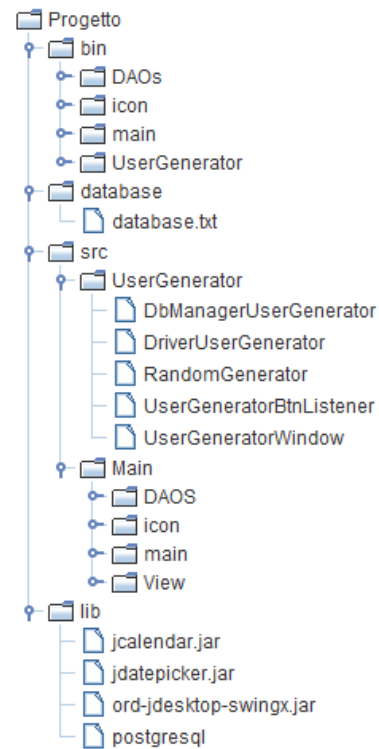 Progetto
bin
DAOs
icon
main
UserGenerator
database
database.txt
src
UserGenerator
DbManagerUserGenerator
DriverUserGenerator
RandomGenerator
UserGeneratorBtnListener
UserGeneratorWindow
Main
DAOS
icon
main
View
lib
jcalendar.jar
jdatepicker.jar
ord-jdesktop-swingx.jar
postgresql